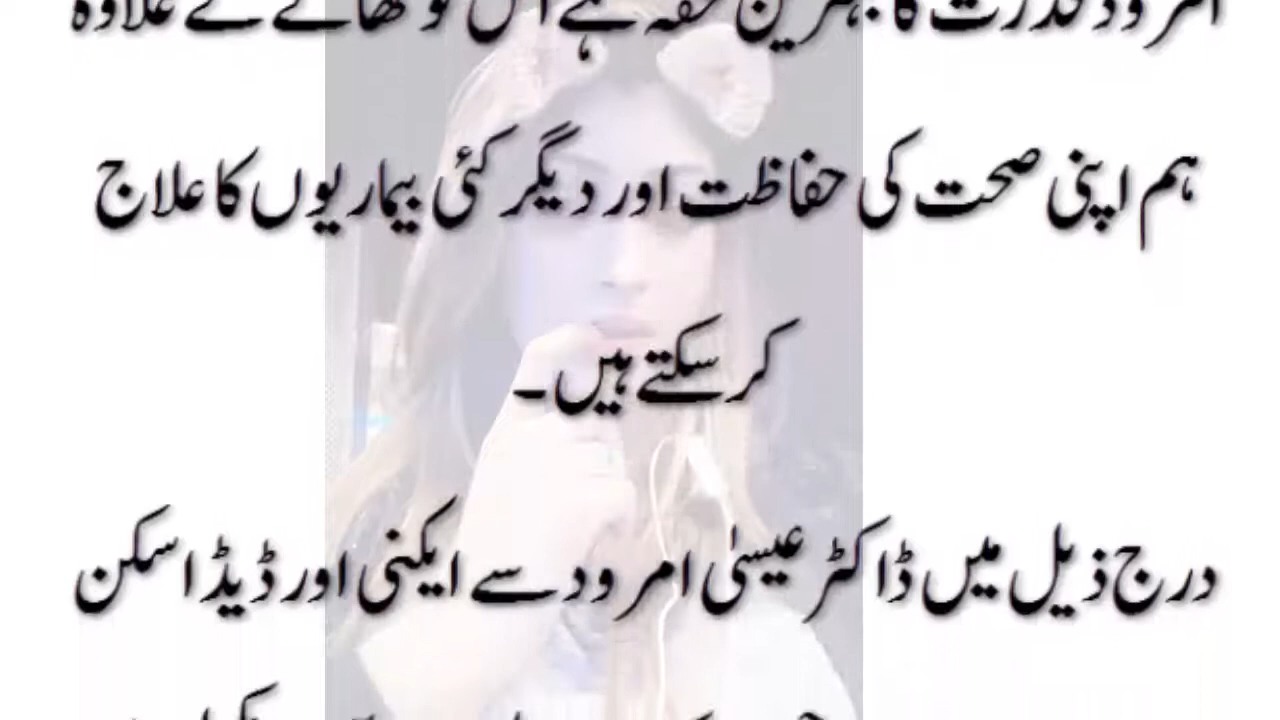 امرود قدرت کا بہترین تحفہ ہے اس کو کھانے کے علاوہ
ہم اپنی صحت کی حفاظت اور دیگر کئی بیماریوں کا علاج
کر سکتے ہیں۔
درج ذیل میں ڈاکٹر عیسیٰ امرود سے ایکنی اور ڈیڈ اسکن